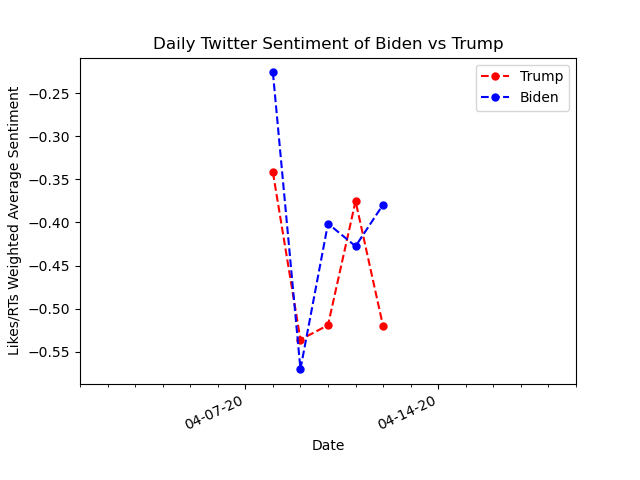 Daily Twitter Sentiment of Biden vs Trump
Trump
Biden
Likes/RTs Weighted Average Sentiment
−0.25
−0.30
−0.35
−0.40
−0.45
−0.50
−0.55
04-07-20
04-14-20
Date